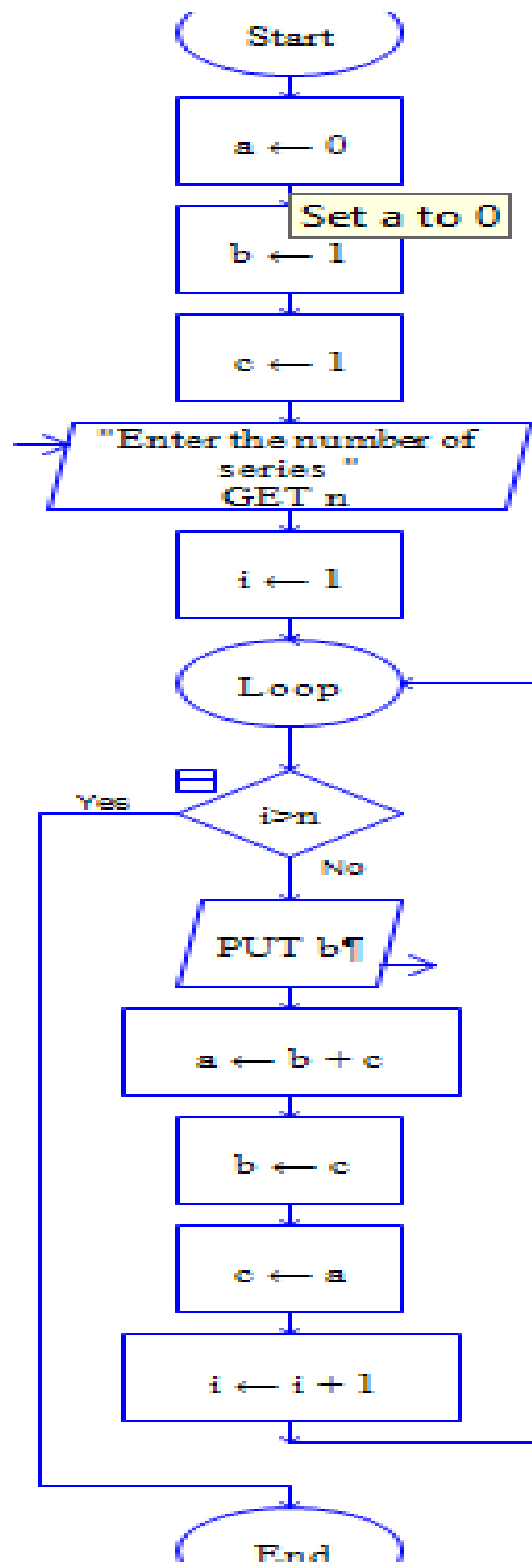 Start
a ← 0
Set a to 0
b ← 1
c ← 1
"Enter the number of
series "
GET n
i ← 1
Loop
Yes
i>n
No
PUT b¶
a ← b + c
b ← c
c ← a
i ← i + 1
End